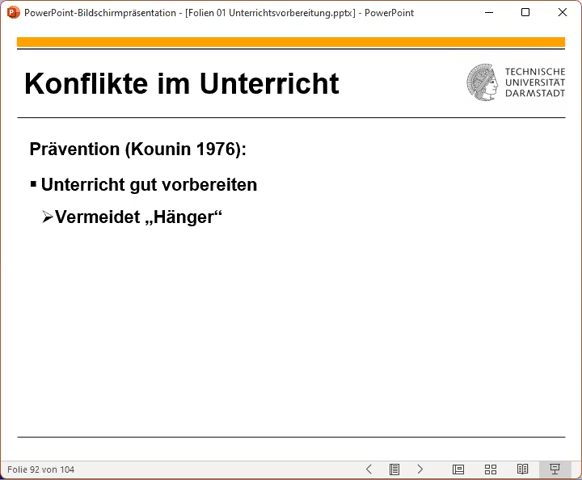 PowerPoint-Bildschirmpräsentation - [Folien 01 Unterrichtsvorbereitung.pptx] - PowerPoint
Konflikte im Unterricht
TECHNISCHE
UNIVERSITÄT
DARMSTADT
Prävention (Kounin 1976):
▪ Unterricht gut vorbereiten
➢Vermeidet „Hänger“
Folie 92 von 104